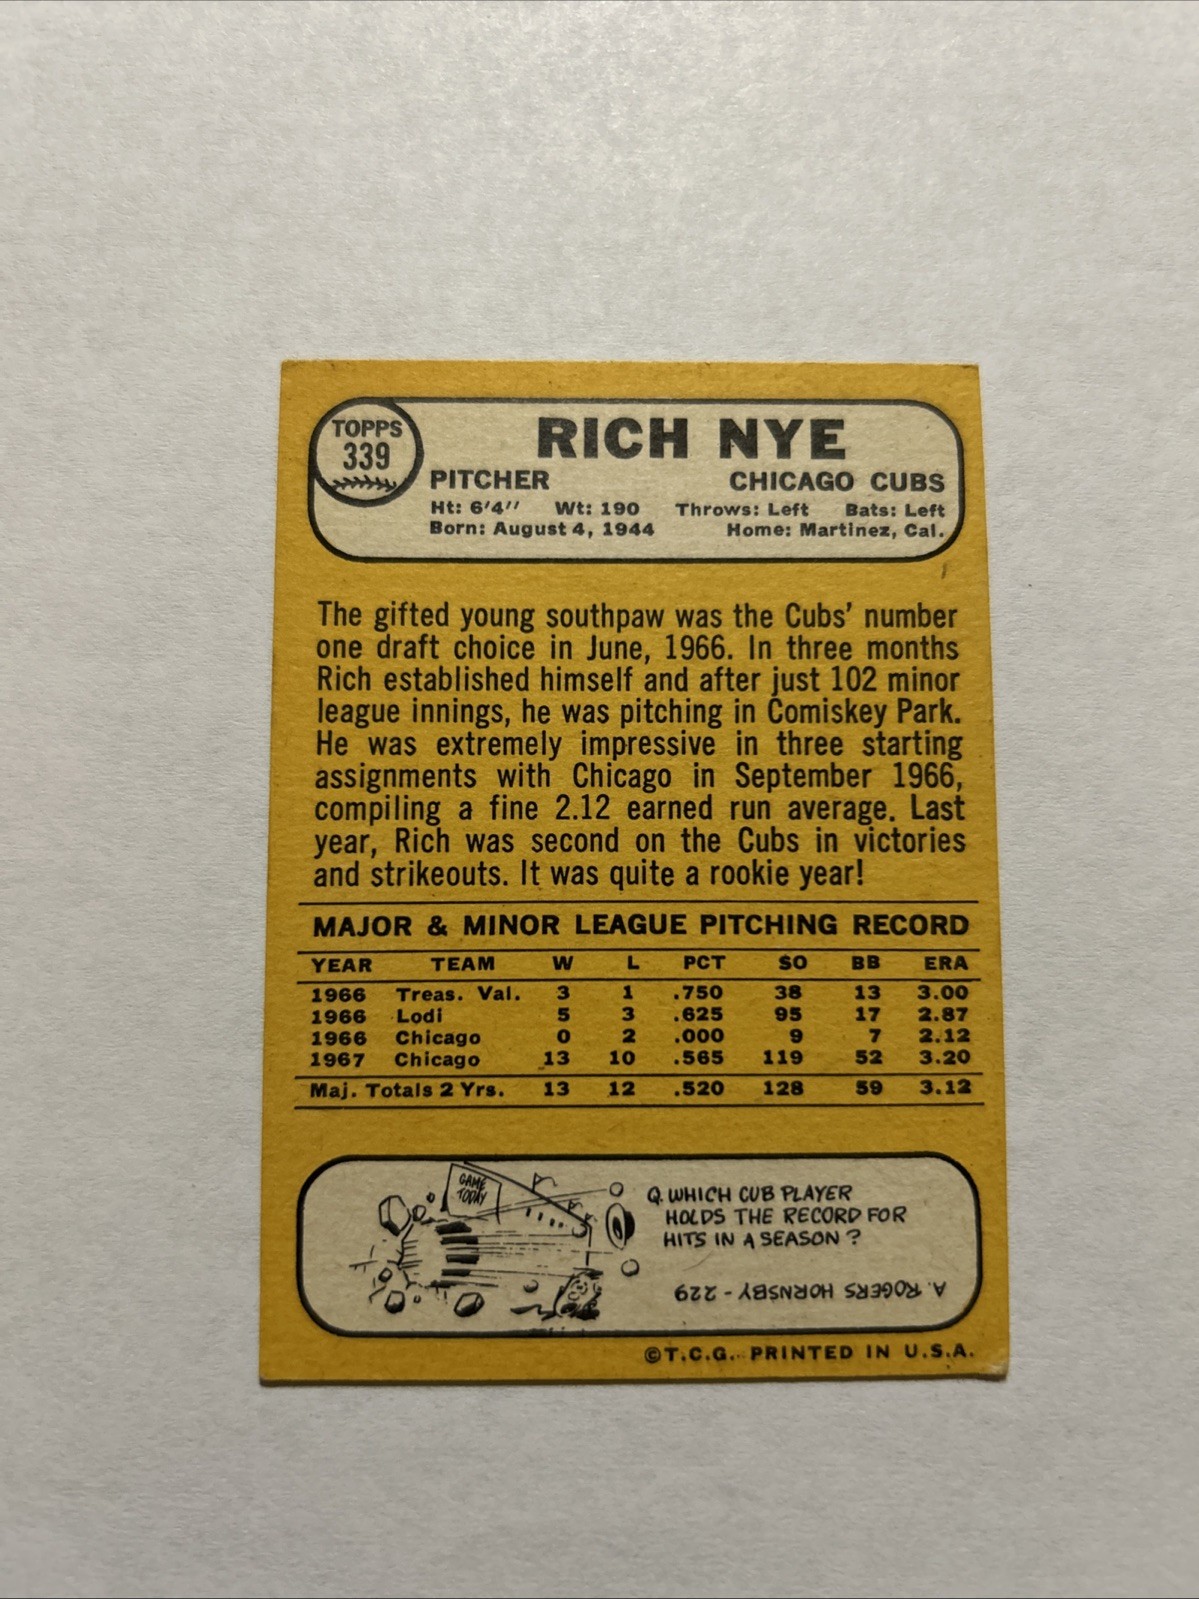 TOPPS
339
RICH NYE
PITCHER CHICAGO CUBS
Ht: 6'4'' Wt: 190 Throws: Left Bats: Left
Born: August 4, 1944 Home: Martinez, Cal.
The gifted young southpaw was the Cubs' number
one draft choice in June, 1966. In three months
Rich established himself and after just 102 minor
league innings, he was pitching in Comiskey Park.
He was extremely impressive in three starting
assignments with Chicago in September 1966,
compiling a fine 2.12 earned run average. Last
year, Rich was second on the Cubs in victories
and strikeouts. It was quite a rookie year!
MAJOR & MINOR LEAGUE PITCHING RECORD
YEAR TEAM W L PCT SO BB ERA
1966 Treas. Val. 3 1 .750 38 13 3.00
1966 Lodi 5 3 .625 95 17 2.87
1966 Chicago 0 2 .000 9 7 2.12
1967 Chicago 13 10 .565 119 52 3.20
Maj. Totals 2 Yrs. 13 12 .520 128 59 3.12
GAME
TODAY
Q. WHICH CUB PLAYER
HOLDS THE RECORD FOR
HITS IN A SEASON?
A. ROGERS HORNSBY - 229
©T.C.G. PRINTED IN U.S.A.